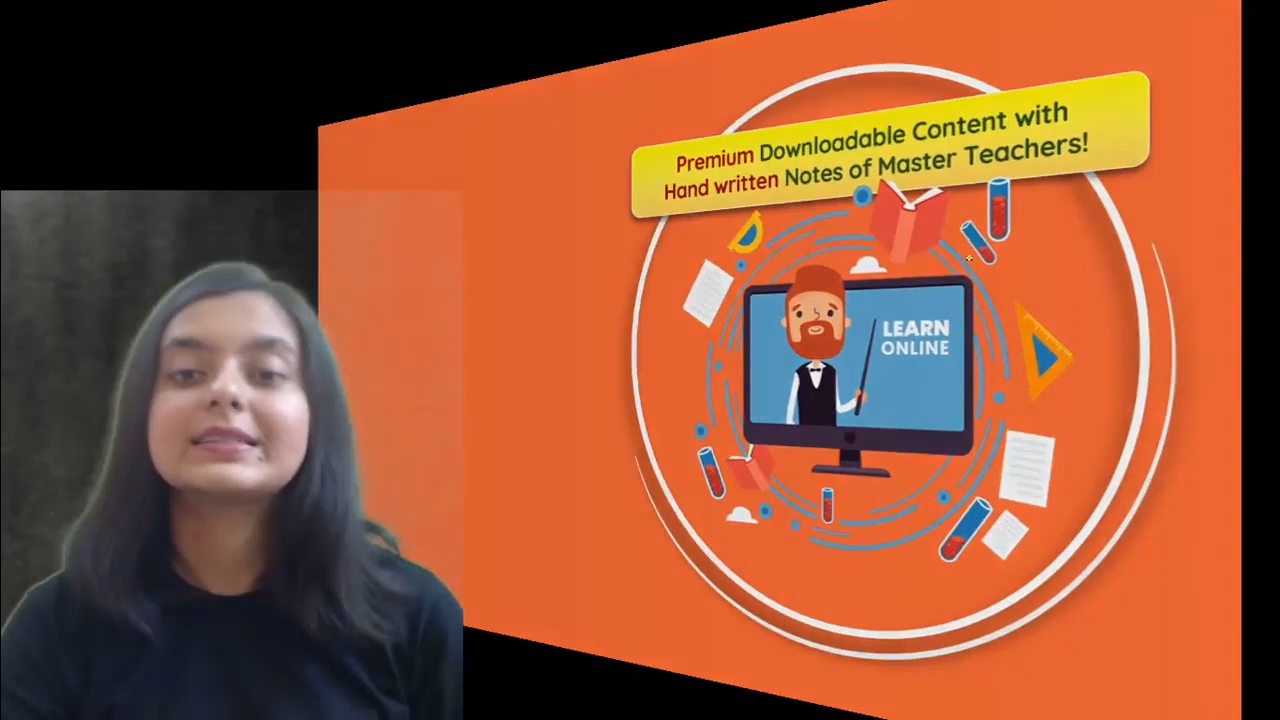 Premium Downloadable Content with
Hand written Notes of Master Teachers!
LEARN
ONLINE